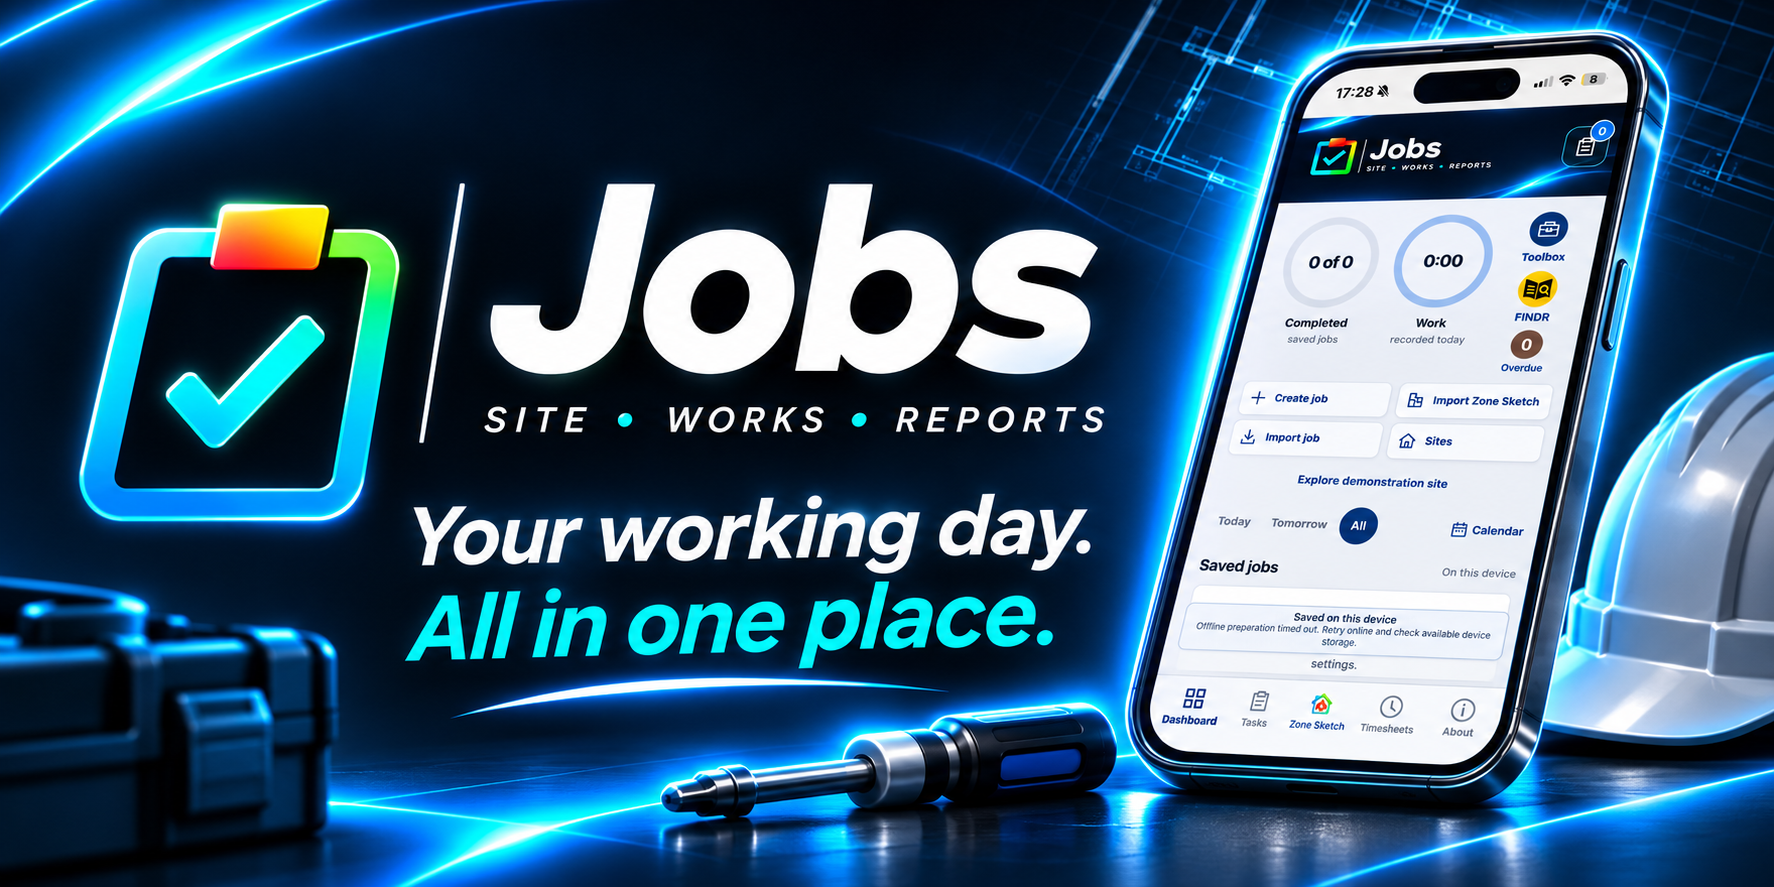 Jobs
SITE • WORKS • REPORTS
Your working day.
All in one place.
17:28
8
Jobs
SITE • WORKS • REPORTS
0
0 of 0
0:00
Toolbox
Completed
saved jobs
Work
recorded today
FINDR
0
Overdue
Create job
Import Zone Sketch
Import job
Sites
Explore demonstration site
Today
Tomorrow
All
Calendar
Saved jobs
On this device
Saved on this device
Offline preperation timed out. Retry online and check available device
storage.
settings.
Dashboard
Tasks
Zone Sketch
Timesheets
About